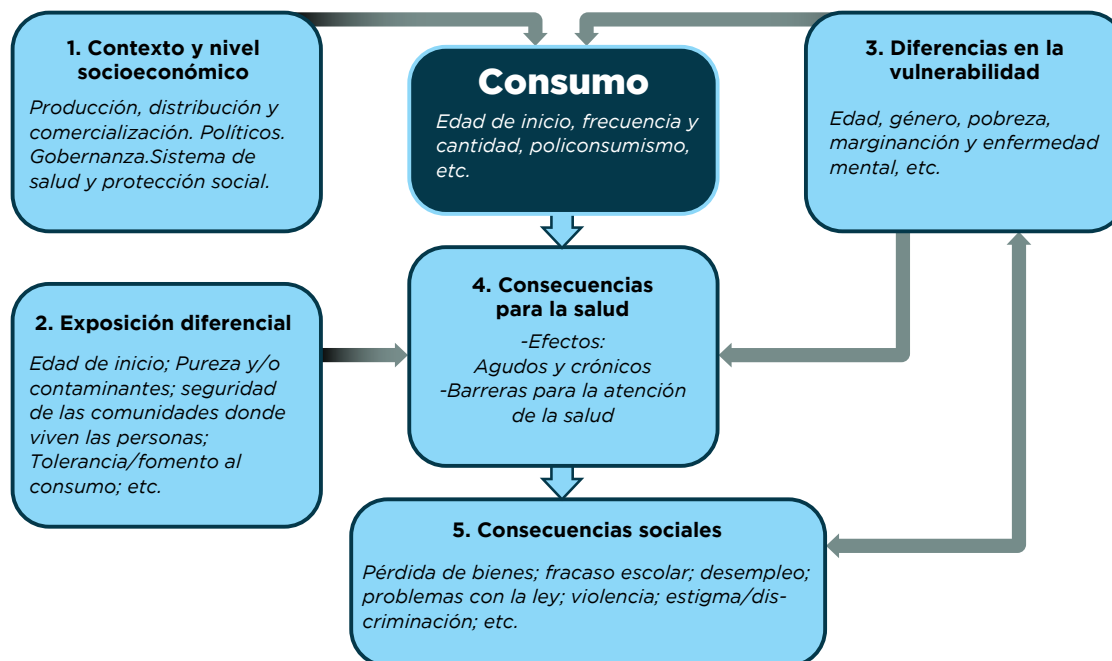 1. Contexto y nivel
socioeconómico
Producción, distribución y
comercialización. Políticos.
Gobernanza.Sistema de
salud y protección social.
Consumo
Edad de inicio, frecuencia y
cantidad, policonsumismo,
etc.
3. Diferencias en la
vulnerabilidad
Edad, género, pobreza,
marginanción y enfermedad
mental, etc.
2. Exposición diferencial
Edad de inicio; Pureza y/o
contaminantes; seguridad
de las comunidades donde
viven las personas;
Tolerancia/fomento al
consumo; etc.
4. Consecuencias
para la salud
-Efectos:
Agudos y crónicos
-Barreras para la atención
de la salud
5. Consecuencias sociales
Pérdida de bienes; fracaso escolar; desempleo;
problemas con la ley; violencia; estigma/dis-
criminación; etc.